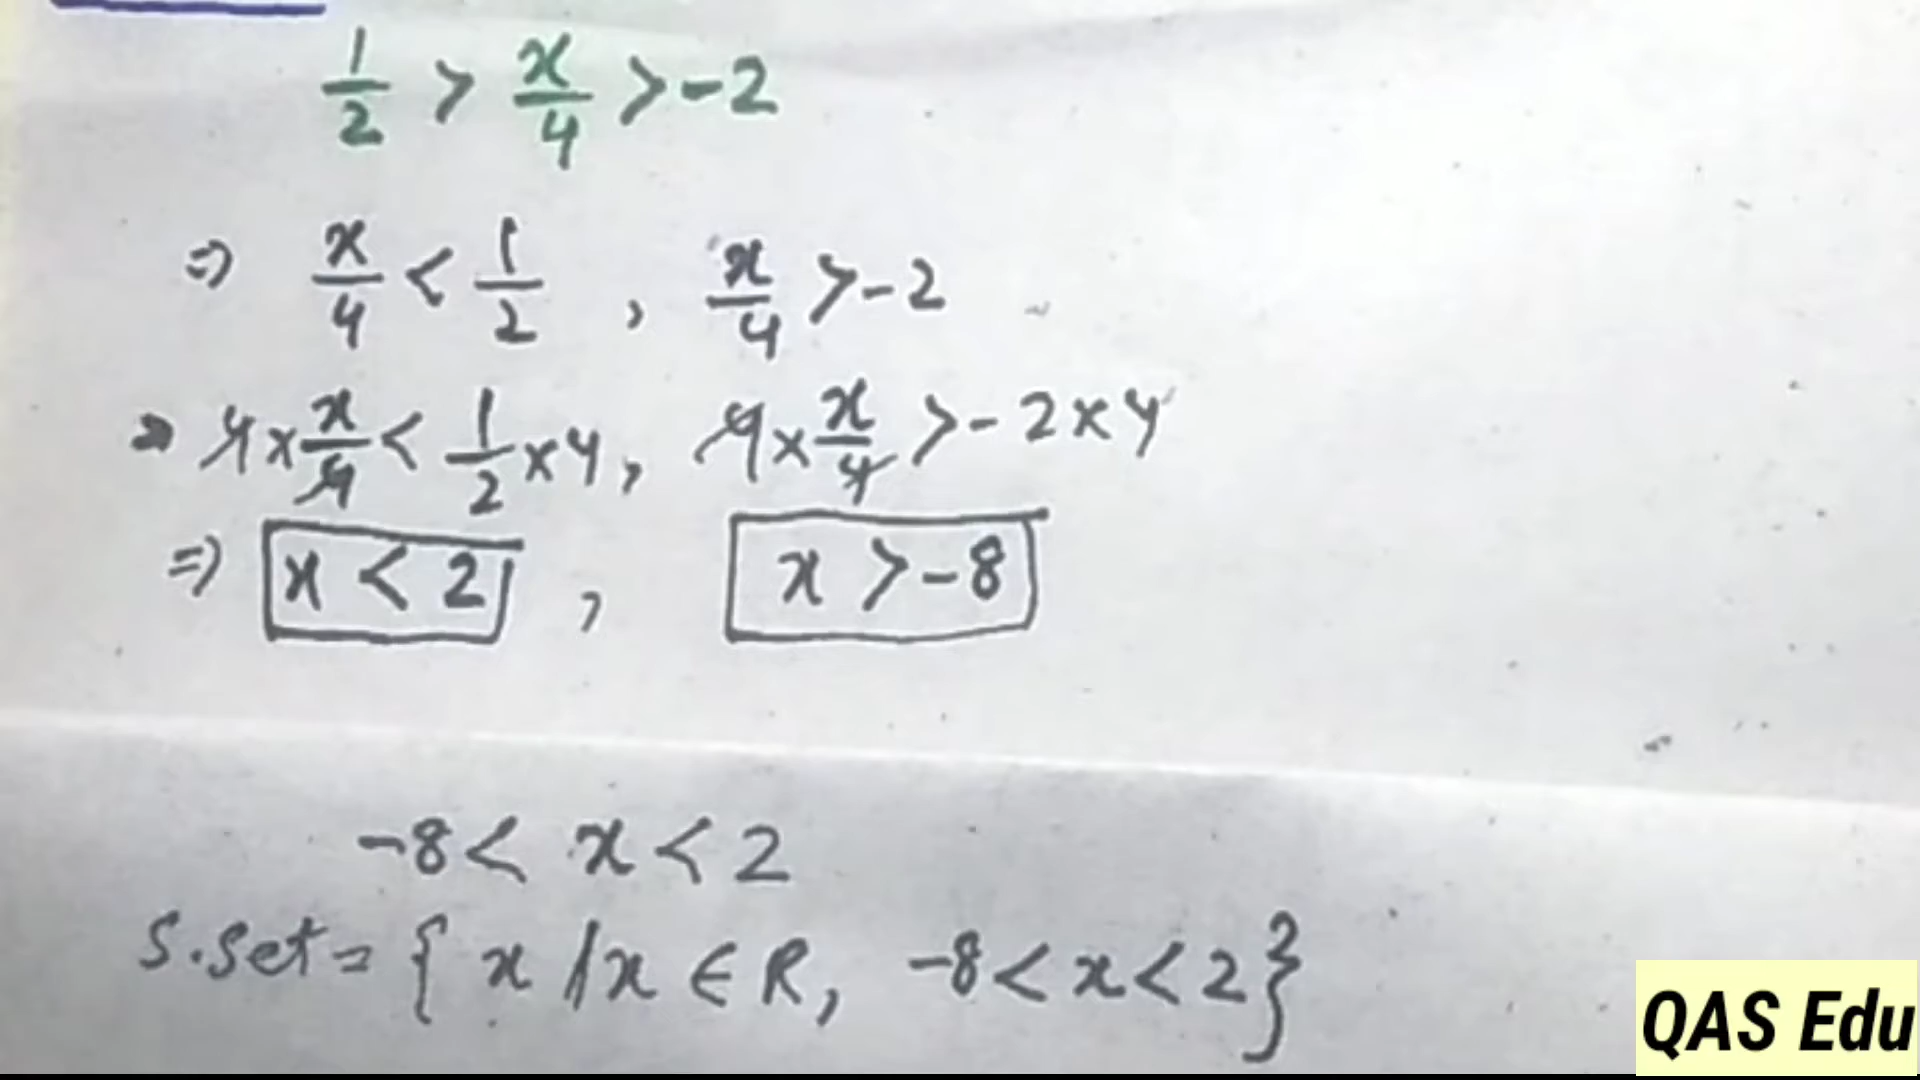 1/2 > x/4 > -2
⇒ x/4 < 1/2 , x/4 > -2
⇒ 4 × x/4 < 1/2 × 4, 4 × x/4 > -2 × 4
⇒ x < 2 , x > -8
-8 < x < 2
S.Set = { x / x ∈ R, -8 < x < 2 }
QAS Edu